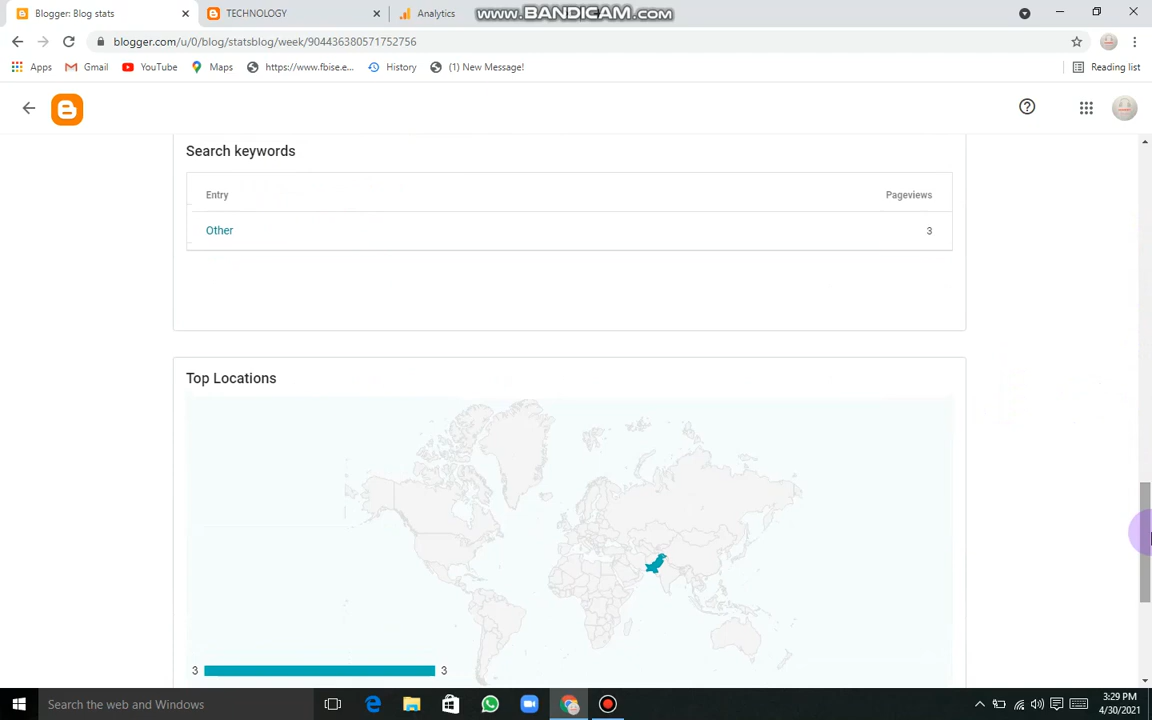 Blogger: Blog stats
TECHNOLOGY
Analytics
www.BANDICAM.com
blogger.com/u/0/blog/statsblog/week/904436380571752756
Apps
Gmail
YouTube
Maps
https://www.fbise.e...
History
(1) New Message!
Reading list
Search keywords
Entry
Pageviews
Other
3
Top Locations
3
3
Search the web and Windows
3:29 PM
4/30/2021